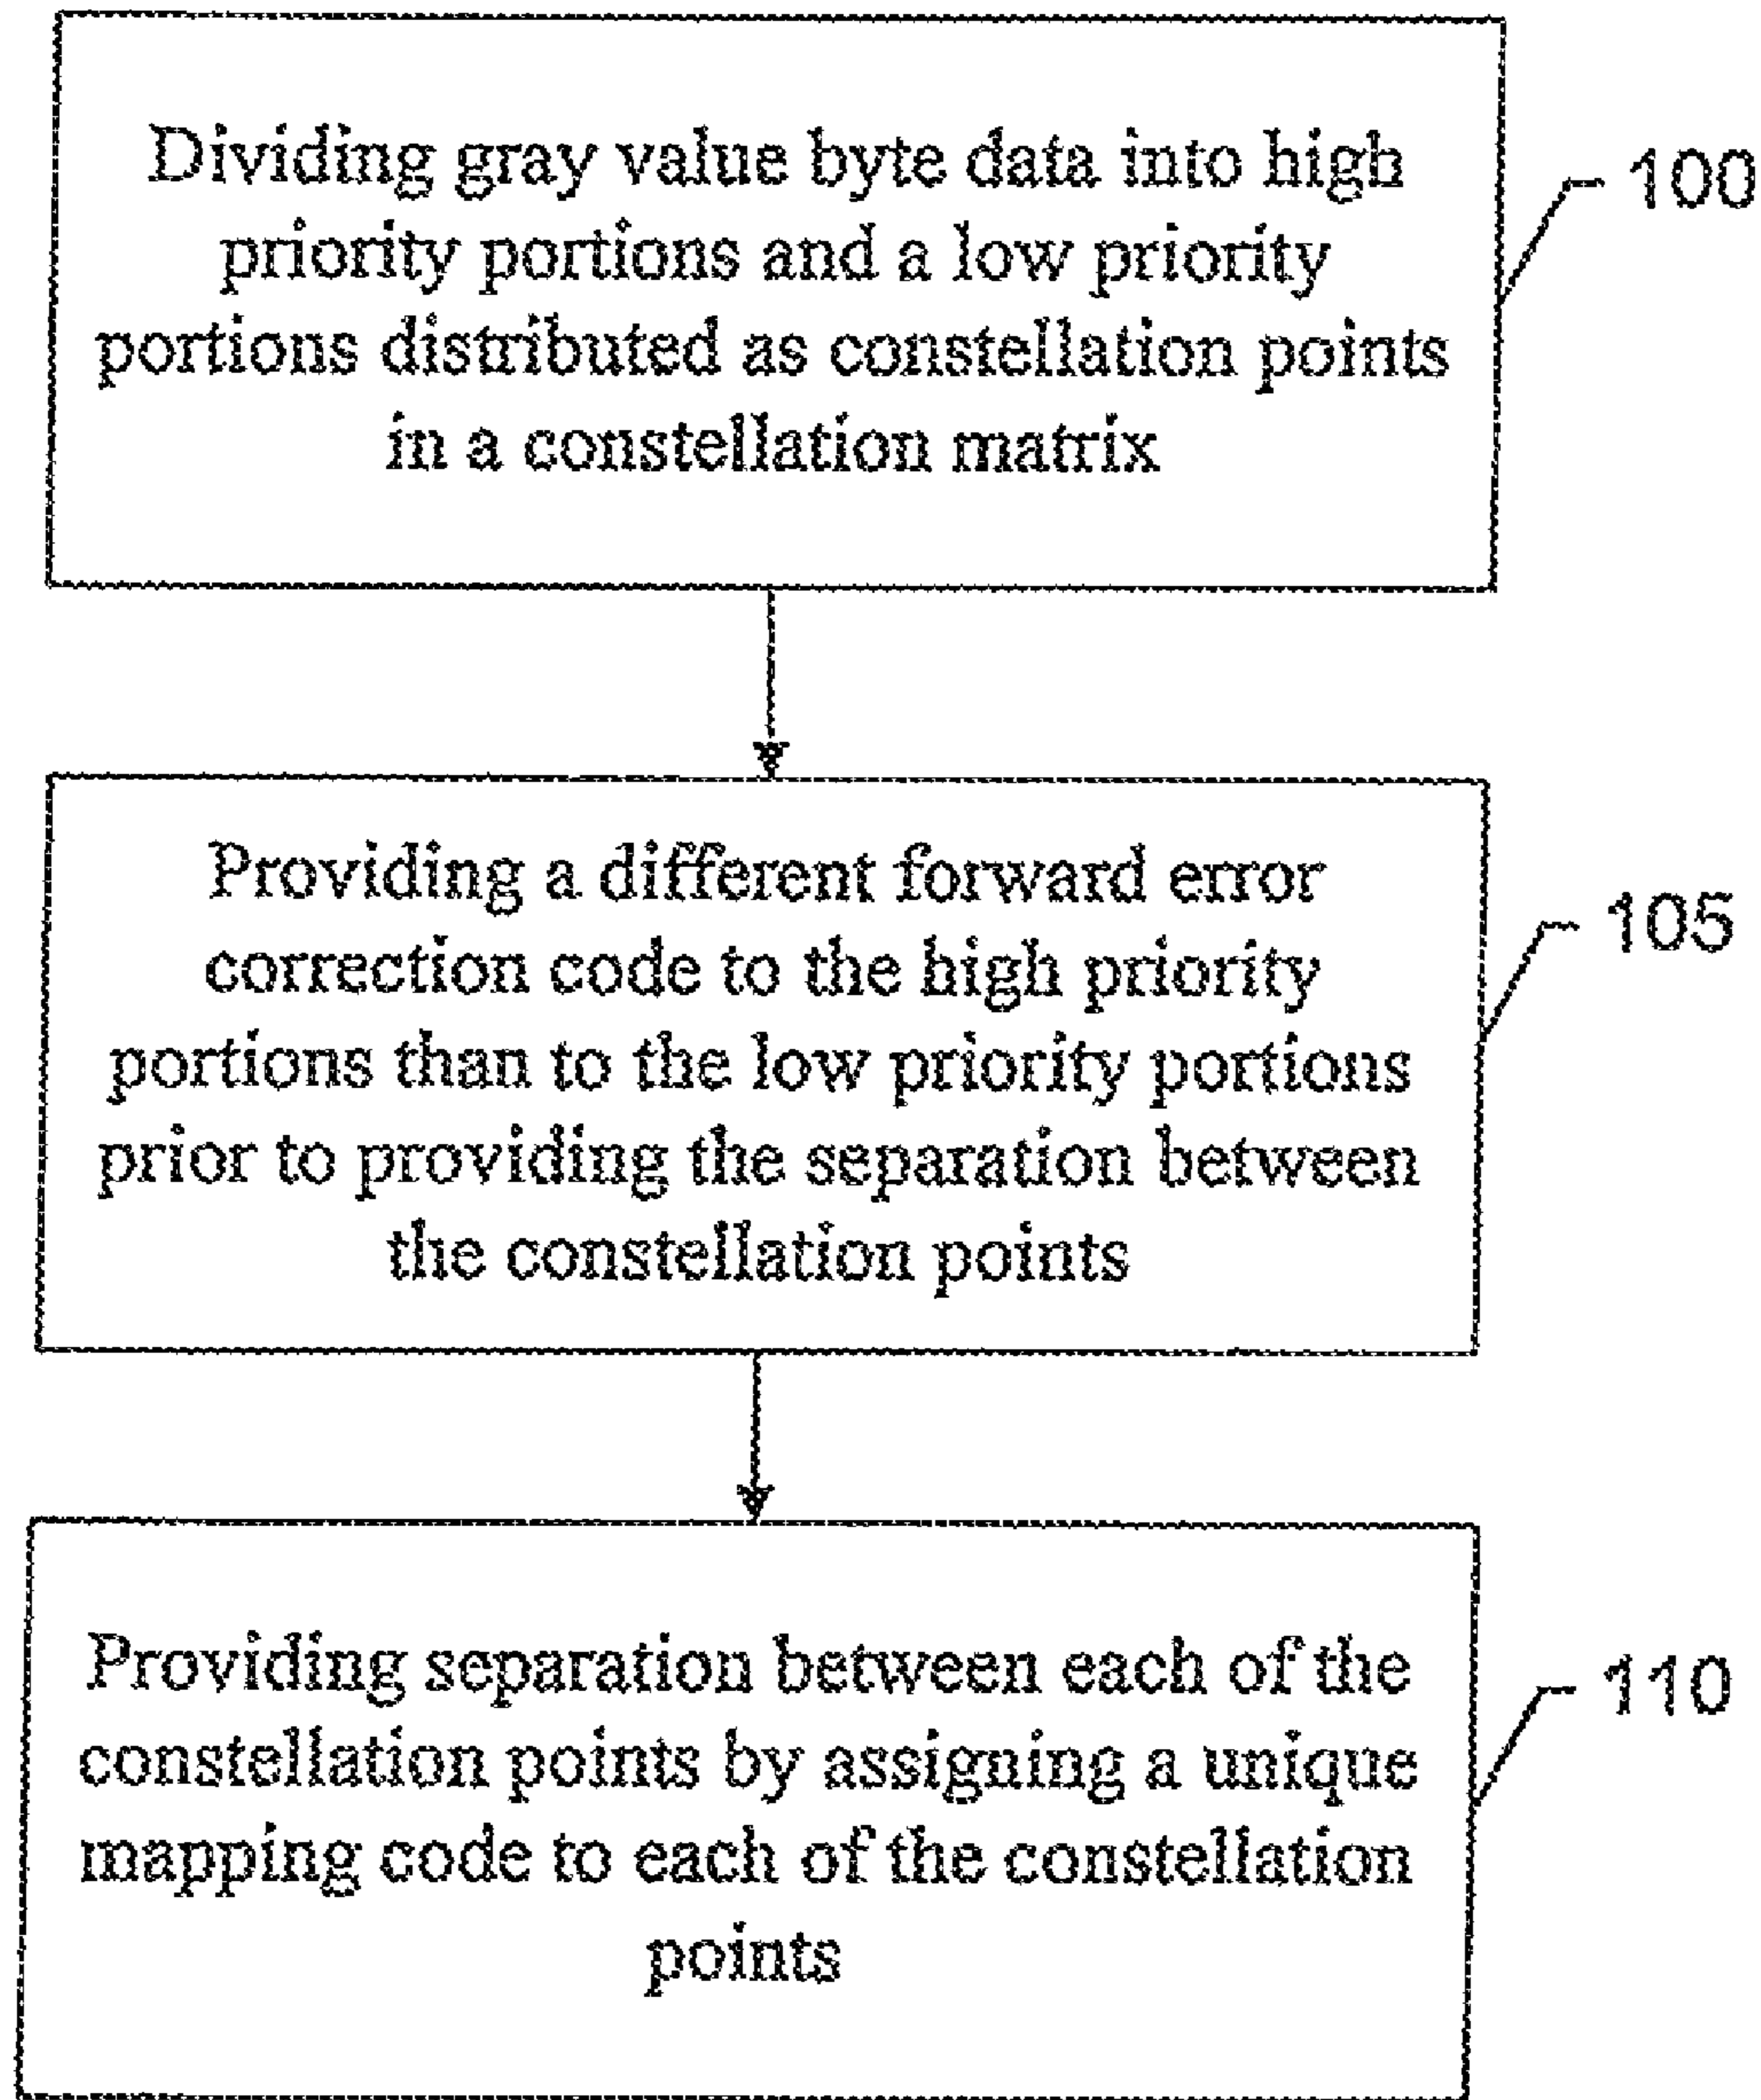 Dividing gray value byte data into high
priority portions and a low priority
portions distributed as constellation points
in a constellation matrix
100
Providing a different forward error
correction code to the high priority
portions than to the low priority portions
prior to providing the separation between
the constellation points
105
Providing separation between each of the
constellation points by assigning a unique
mapping code to each of the constellation
points
110